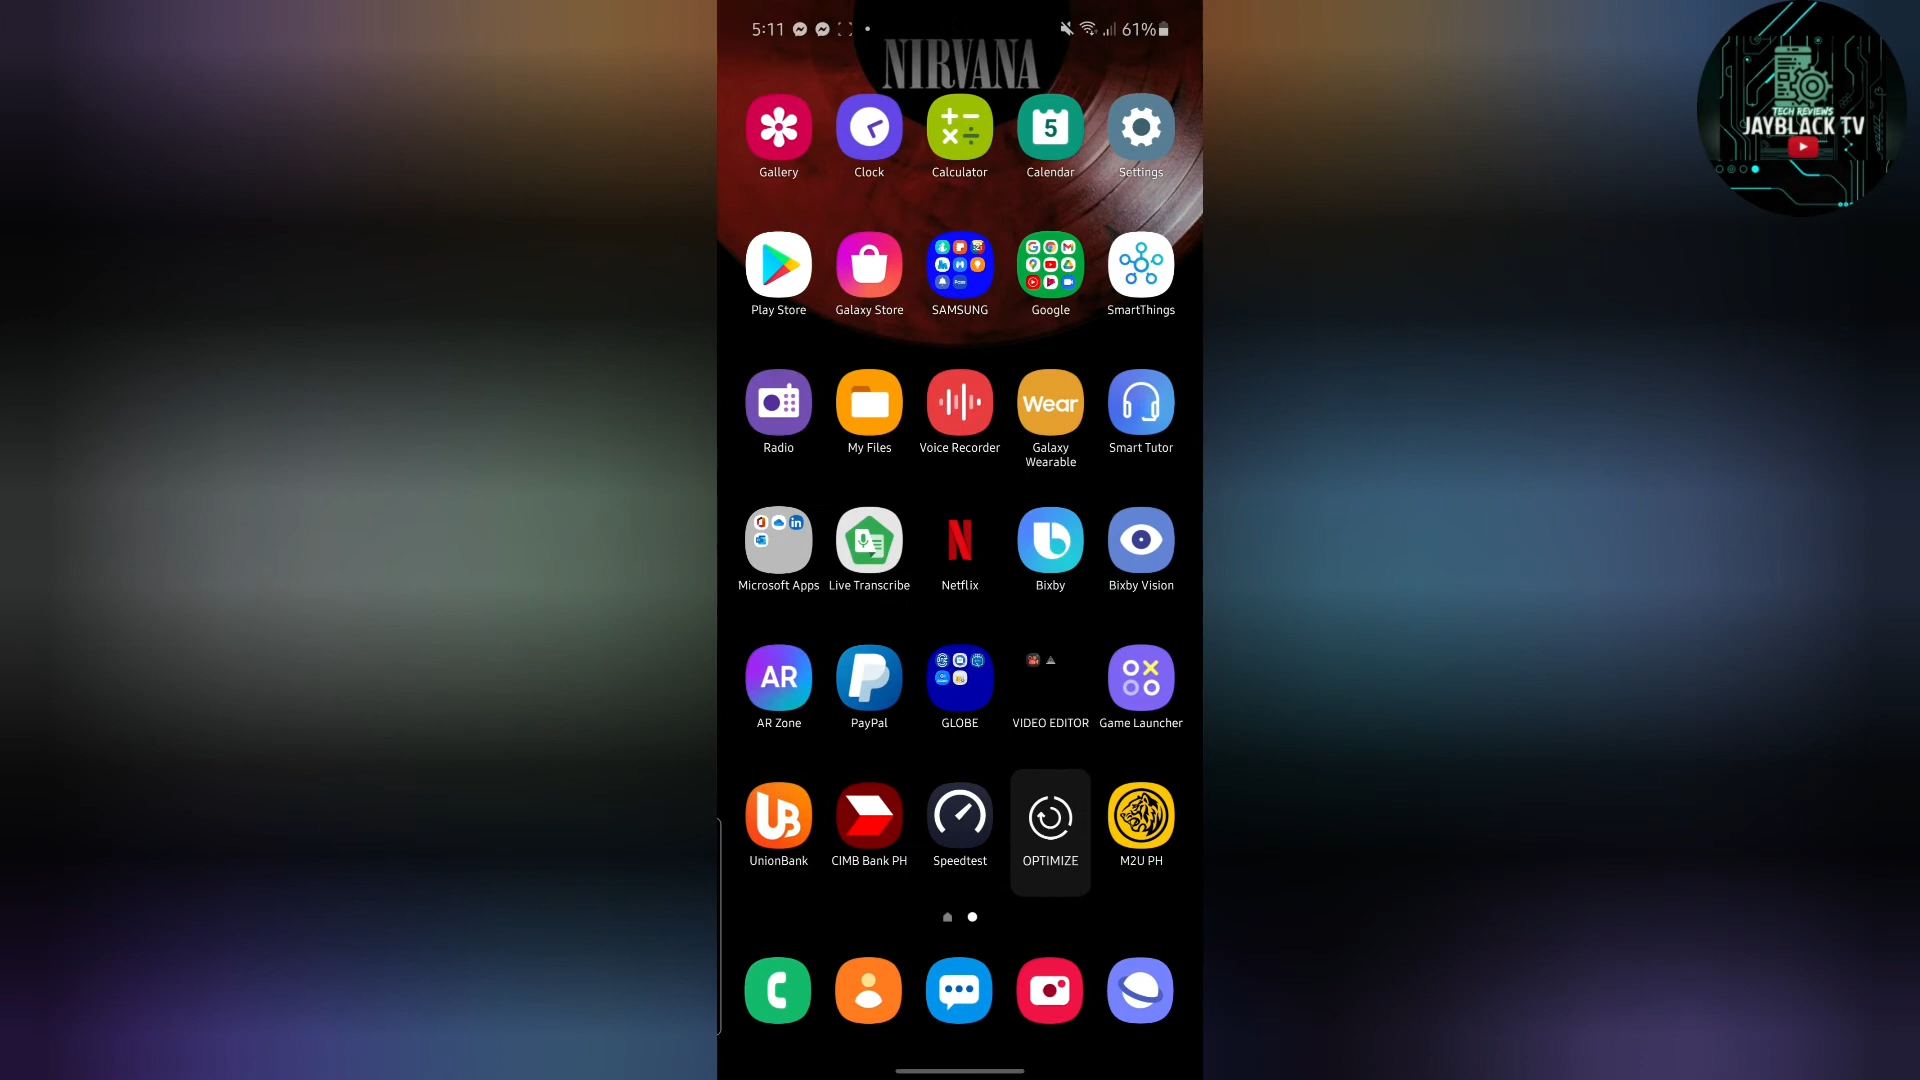 5:11 61%
NIRVANA
5
Gallery Clock Calculator Calendar Settings
TECH REVIEWS
JAYBLACK TV
Play Store Galaxy Store SAMSUNG Google SmartThings
Wear
Radio My Files Voice Recorder Galaxy Wearable Smart Tutor
in
N
Microsoft Apps Live Transcribe Netflix Bixby Bixby Vision
AR
AR Zone PayPal GLOBE VIDEO EDITOR Game Launcher
UB
UnionBank CIMB Bank PH Speedtest OPTIMIZE M2U PH